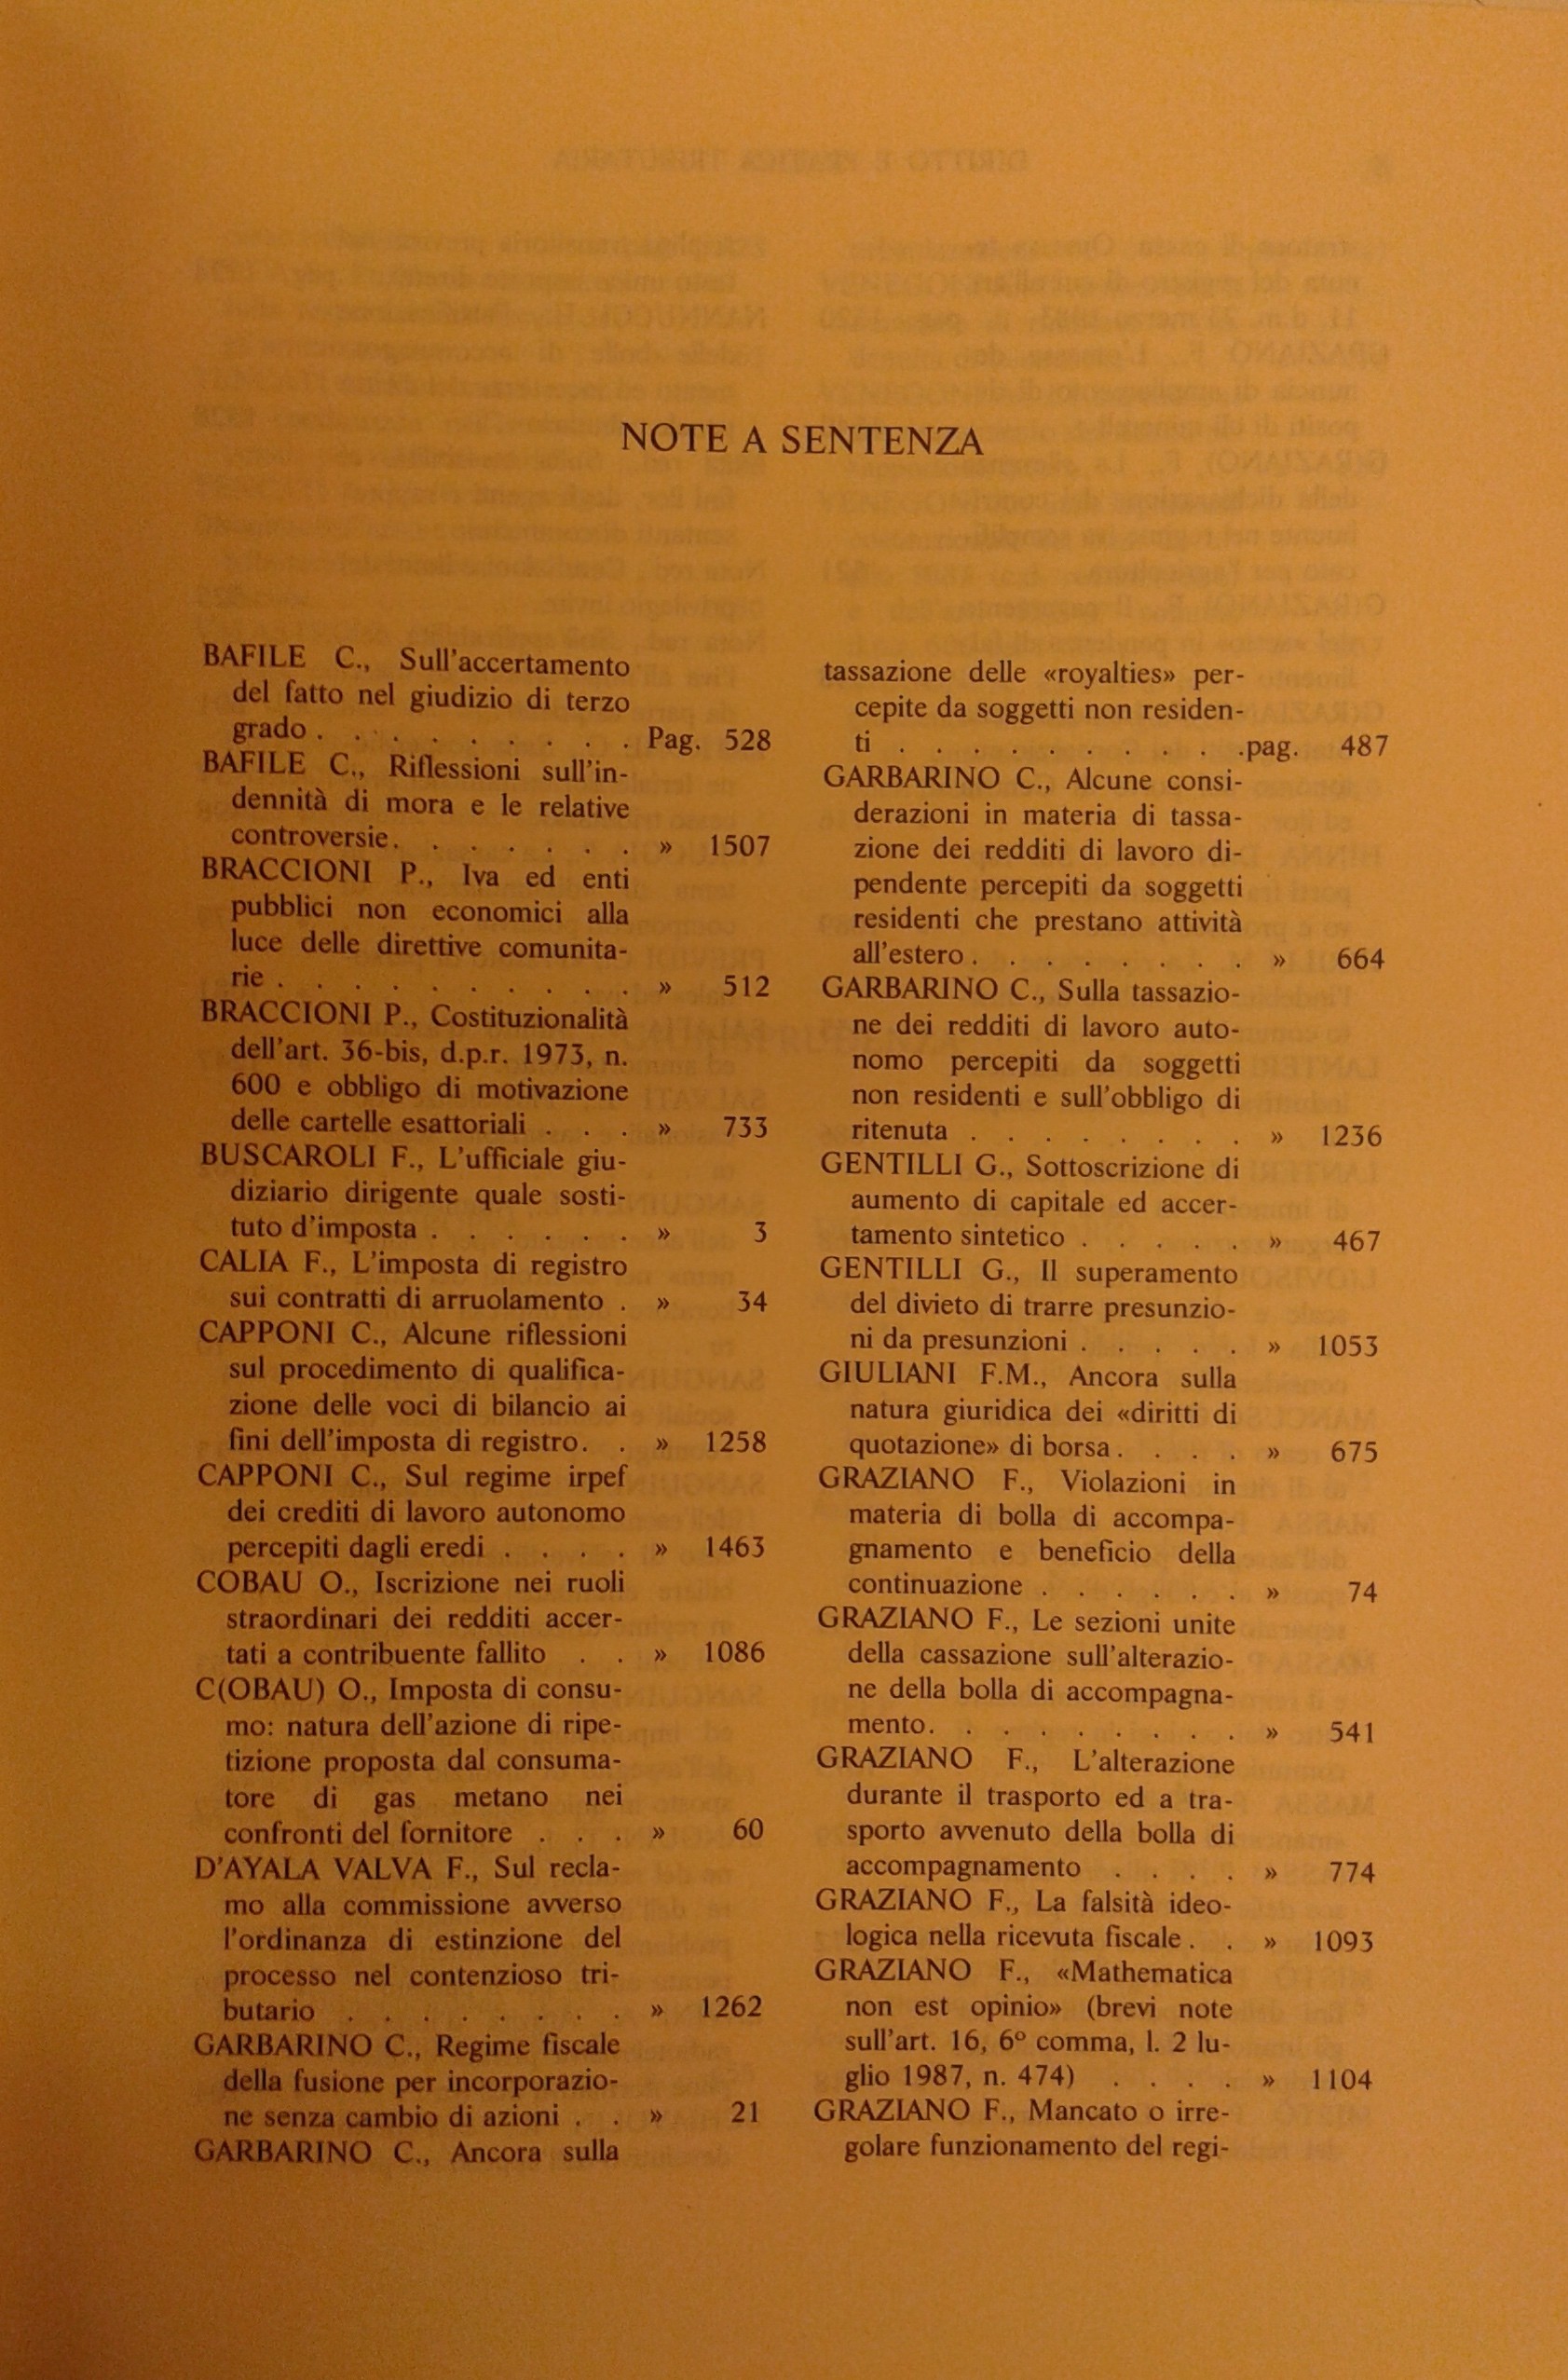 NOTE A SENTENZA
BAFILE C., Sull'accertamento
del fatto nel giudizio di terzo
grado . . . . . . . . . Pag. 528
BAFILE C., Riflessioni sull'in-
dennità di mora e le relative
controversie. . . . . . . » 1507
BRACCIONI P., Iva ed enti
pubblici non economici alla
luce delle direttive comunita-
rie . . . . . . . . . . » 512
BRACCIONI P., Costituzionalità
dell'art. 36-bis, d.p.r. 1973, n.
600 e obbligo di motivazione
delle cartelle esattoriali . . . » 733
BUSCAROLI F., L'ufficiale giu-
diziario dirigente quale sosti-
tuto d'imposta . . . . . . » 3
CALIA F., L'imposta di registro
sui contratti di arruolamento . » 34
CAPPONI C., Alcune riflessioni
sul procedimento di qualifica-
zione delle voci di bilancio ai
fini dell'imposta di registro. . » 1258
CAPPONI C., Sul regime irpef
dei crediti di lavoro autonomo
percepiti dagli eredi . . . . » 1463
COBAU O., Iscrizione nei ruoli
straordinari dei redditi accer-
tati a contribuente fallito . . » 1086
C(OBAU) O., Imposta di consu-
mo: natura dell'azione di ripe-
tizione proposta dal consuma-
tore di gas metano nei
confronti del fornitore . . . » 60
D'AYALA VALVA F., Sul recla-
mo alla commissione avverso
l'ordinanza di estinzione del
processo nel contenzioso tri-
butario . . . . . . . . » 1262
GARBARINO C., Regime fiscale
della fusione per incorporazio-
ne senza cambio di azioni . . » 21
GARBARINO C., Ancora sulla
tassazione delle «royalties» per-
cepite da soggetti non residen-
ti . . . . . . . . . .pag. 487
GARBARINO C., Alcune consi-
derazioni in materia di tassa-
zione dei redditi di lavoro di-
pendente percepiti da soggetti
residenti che prestano attività
all'estero . . . . . . . . » 664
GARBARINO C., Sulla tassazio-
ne dei redditi di lavoro auto-
nomo percepiti da soggetti
non residenti e sull'obbligo di
ritenuta . . . . . . . . » 1236
GENTILLI G., Sottoscrizione di
aumento di capitale ed accer-
tamento sintetico . . . . . » 467
GENTILLI G., Il superamento
del divieto di trarre presunzio-
ni da presunzioni . . . . . » 1053
GIULIANI F.M., Ancora sulla
natura giuridica dei «diritti di
quotazione» di borsa . . . . » 675
GRAZIANO F., Violazioni in
materia di bolla di accompa-
gnamento e beneficio della
continuazione . . . . . . » 74
GRAZIANO F., Le sezioni unite
della cassazione sull'alterazio-
ne della bolla di accompagna-
mento. . . . . . . . . » 541
GRAZIANO F., L'alterazione
durante il trasporto ed a tra-
sporto avvenuto della bolla di
accompagnamento . . . . » 774
GRAZIANO F., La falsità ideo-
logica nella ricevuta fiscale . . » 1093
GRAZIANO F., «Mathematica
non est opinio» (brevi note
sull'art. 16, 6º comma, l. 2 lu-
glio 1987, n. 474) . . . . » 1104
GRAZIANO F., Mancato o irre-
golare funzionamento del regi-